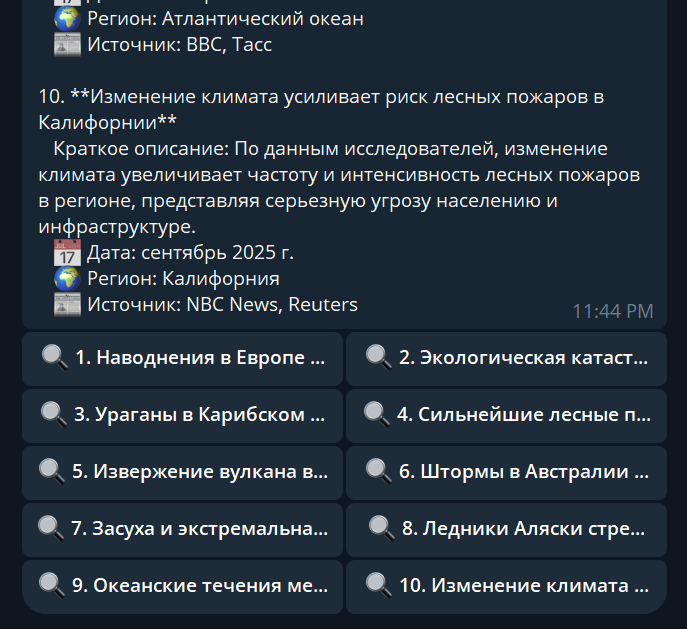 Регион: Атлантический океан
Источник: BBC, Тасс
10. **Изменение климата усиливает риск лесных пожаров в
Калифорнии**
Краткое описание: По данным исследователей, изменение
климата увеличивает частоту и интенсивность лесных пожаров
в регионе, представляя серьезную угрозу населению и
инфраструктуре.
JUL 17 Дата: сентябрь 2025 г.
Регион: Калифорния
Источник: NBC News, Reuters
11:44 PM
1. Наводнения в Европе ...
2. Экологическая катаст...
3. Ураганы в Карибском ...
4. Сильнейшие лесные п...
5. Извержение вулкана в...
6. Штормы в Австралии ...
7. Засуха и экстремальна...
8. Ледники Аляски стре...
9. Океанские течения ме...
10. Изменение климата ...